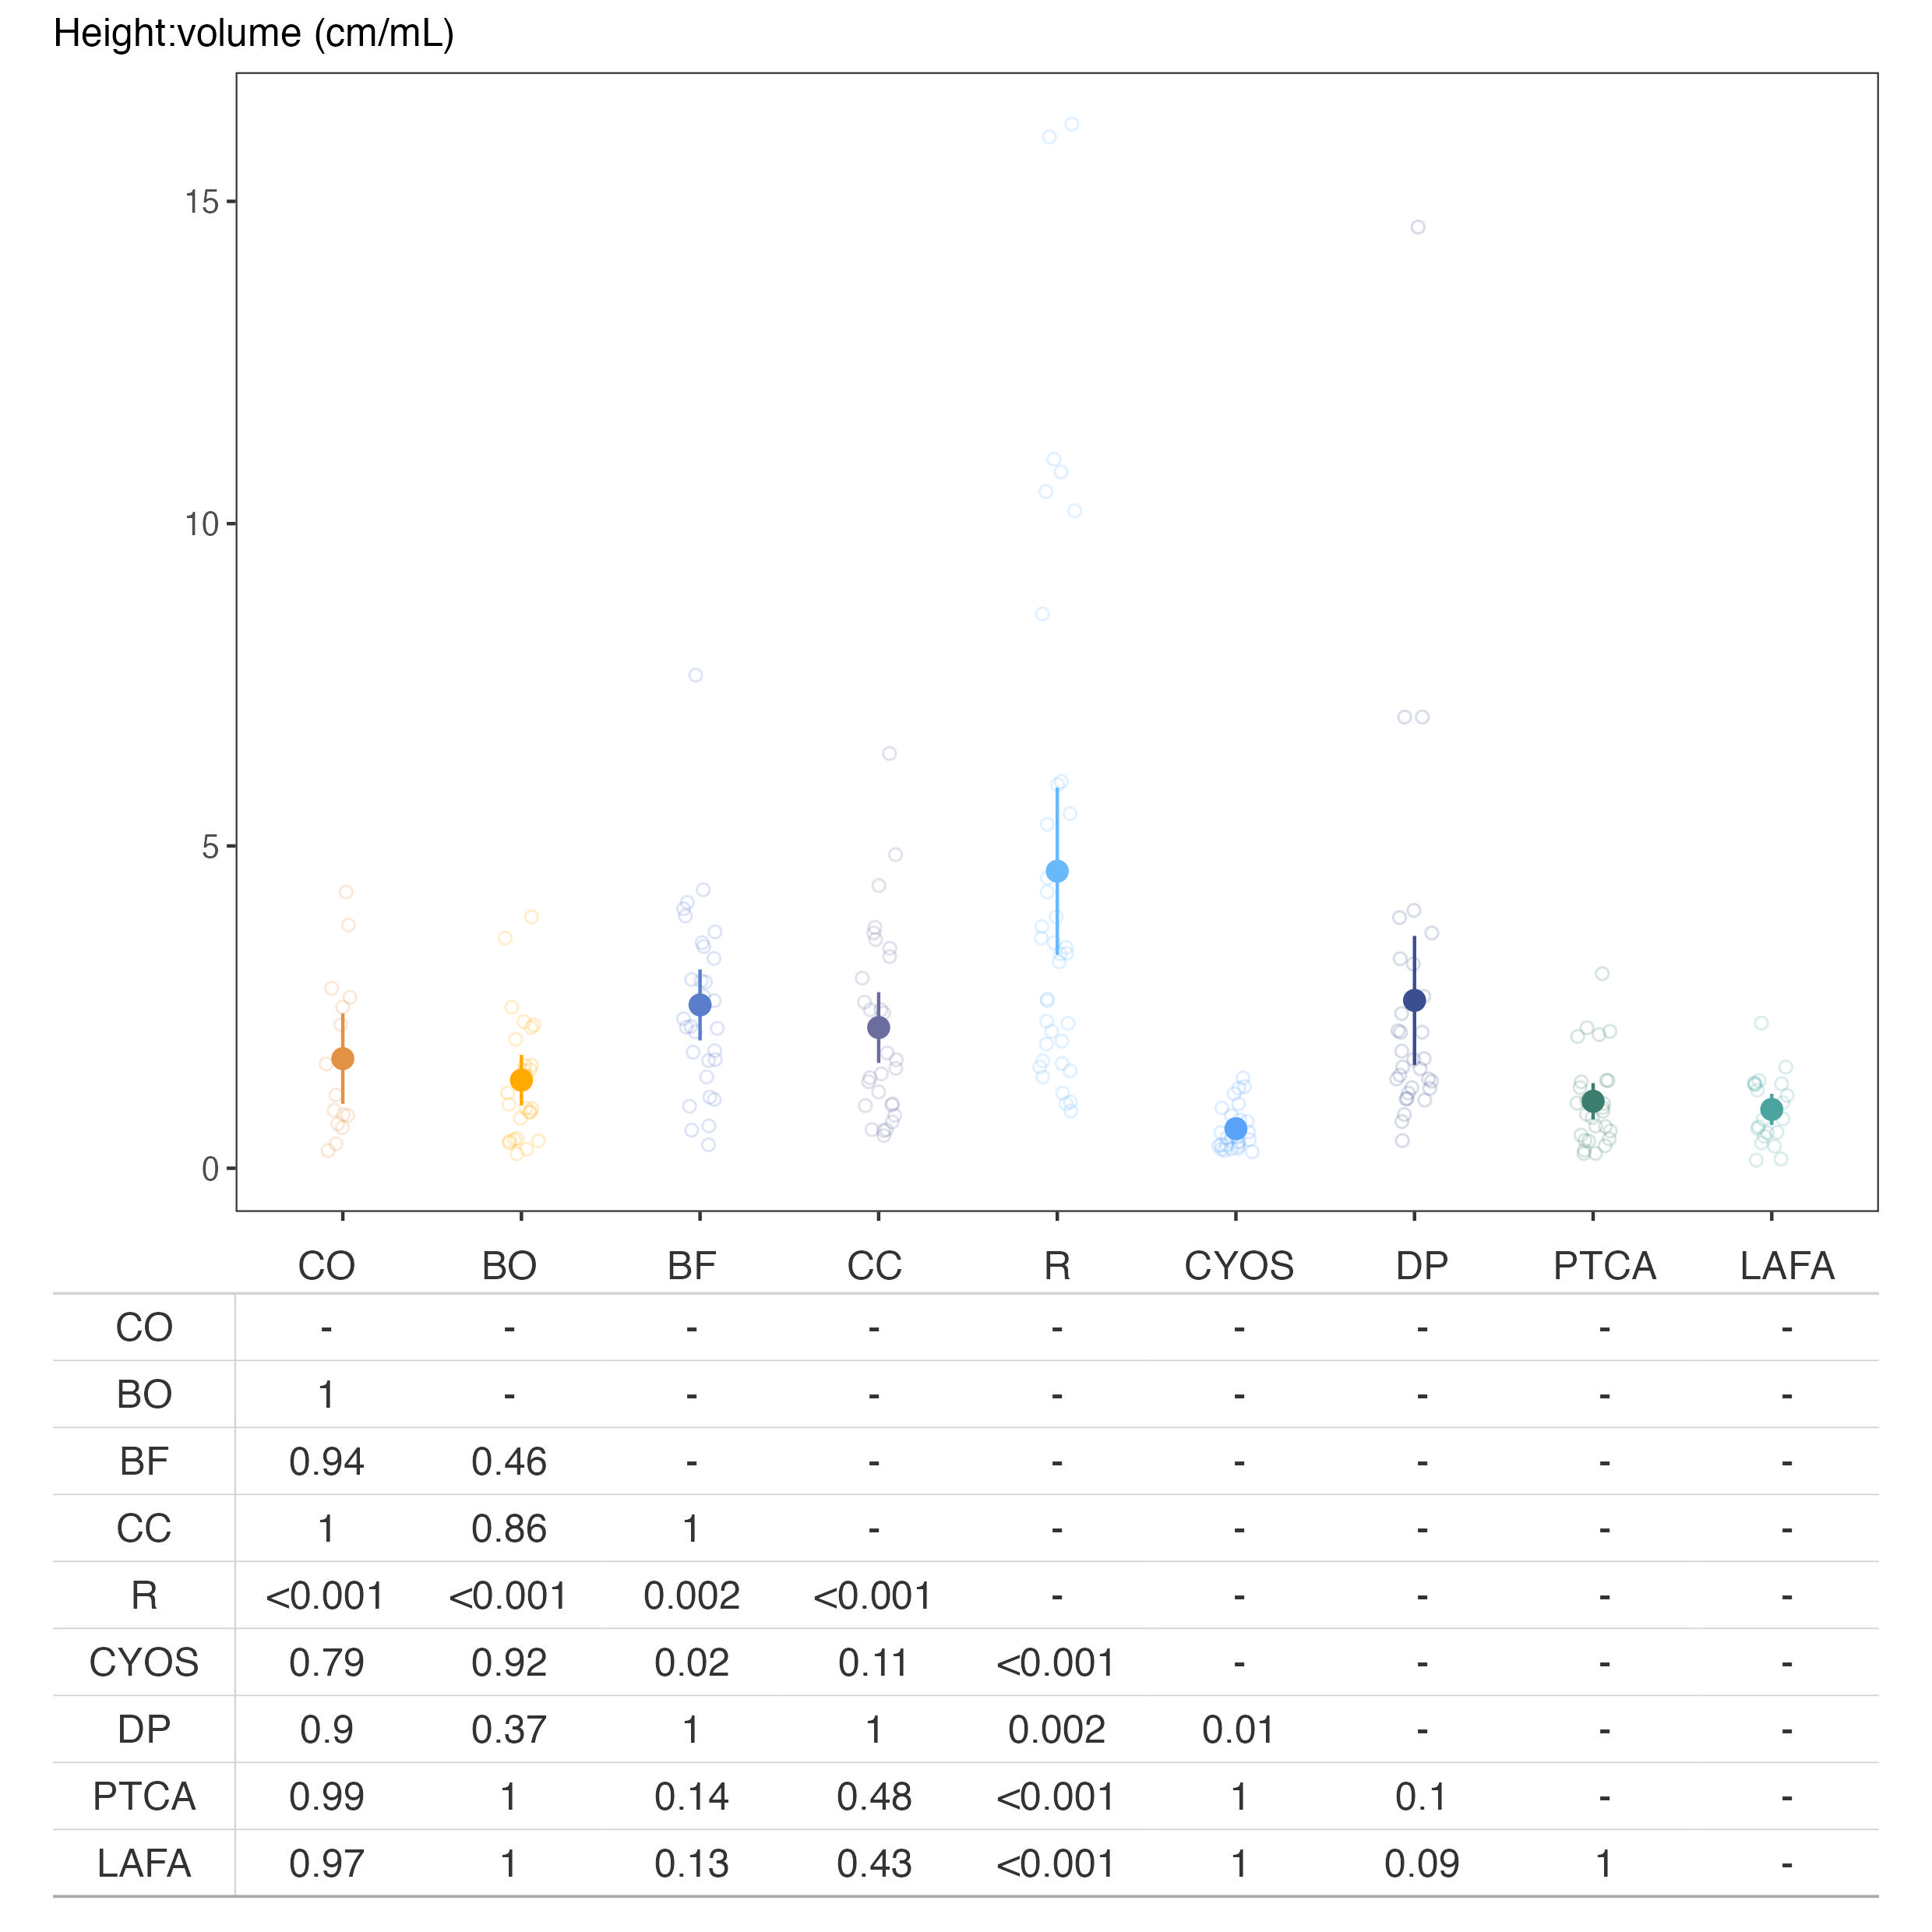 Height:volume (cm/mL)
15
10
5
0
CO BO BF CC R CYOS DP PTCA LAFA
CO - - - - - - - - -
BO 1 - - - - - - - -
BF 0.94 0.46 - - - - - - -
CC 1 0.86 1 - - - - - -
R <0.001 <0.001 0.002 <0.001 - - - - -
CYOS 0.79 0.92 0.02 0.11 <0.001 - - - -
DP 0.9 0.37 1 1 0.002 0.01 - - -
PTCA 0.99 1 0.14 0.48 <0.001 1 0.1 - -
LAFA 0.97 1 0.13 0.43 <0.001 1 0.09 1 -